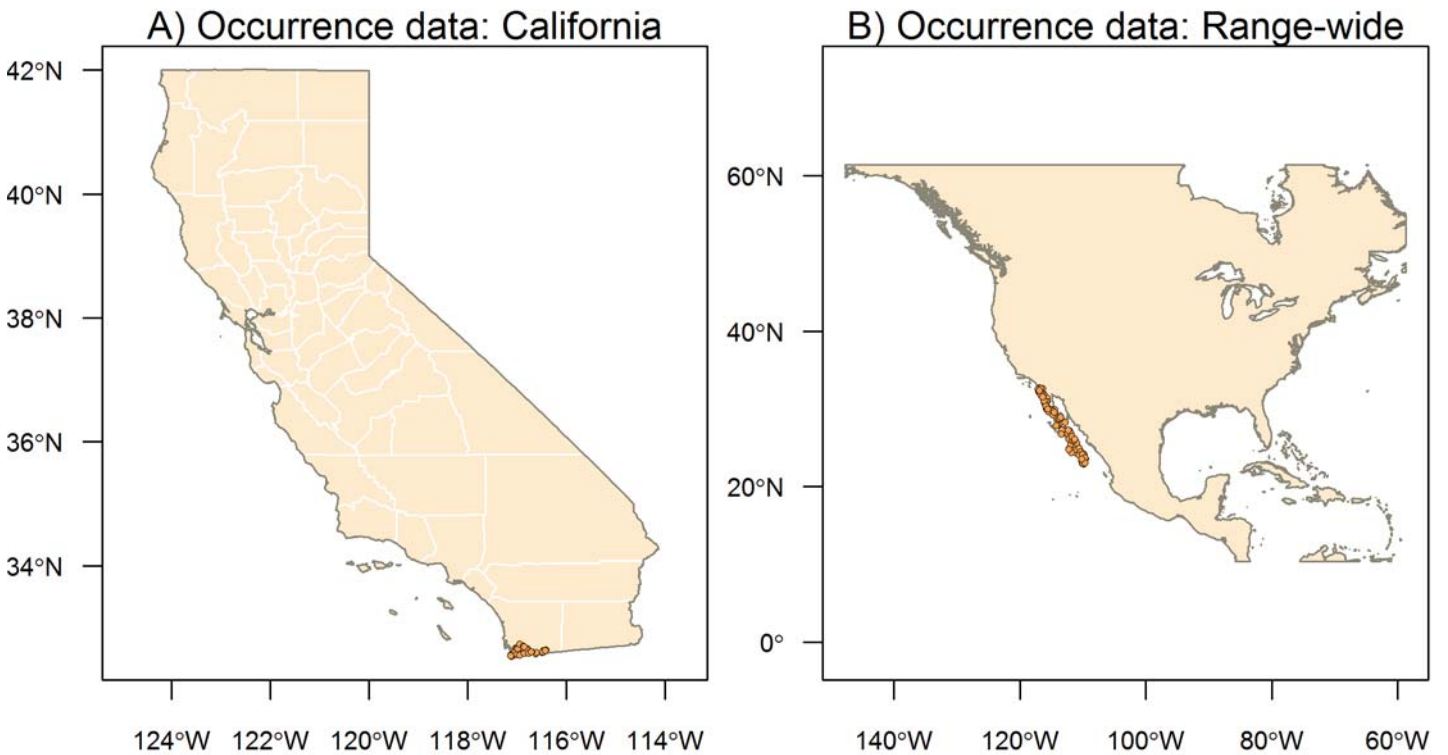 A) Occurrence data: California
42°N
40°N
38°N
36°N
34°N
124°W 122°W 120°W 118°W 116°W 114°W
B) Occurrence data: Range-wide
60°N
40°N
20°N
0°
140°W 120°W 100°W 80°W 60°W